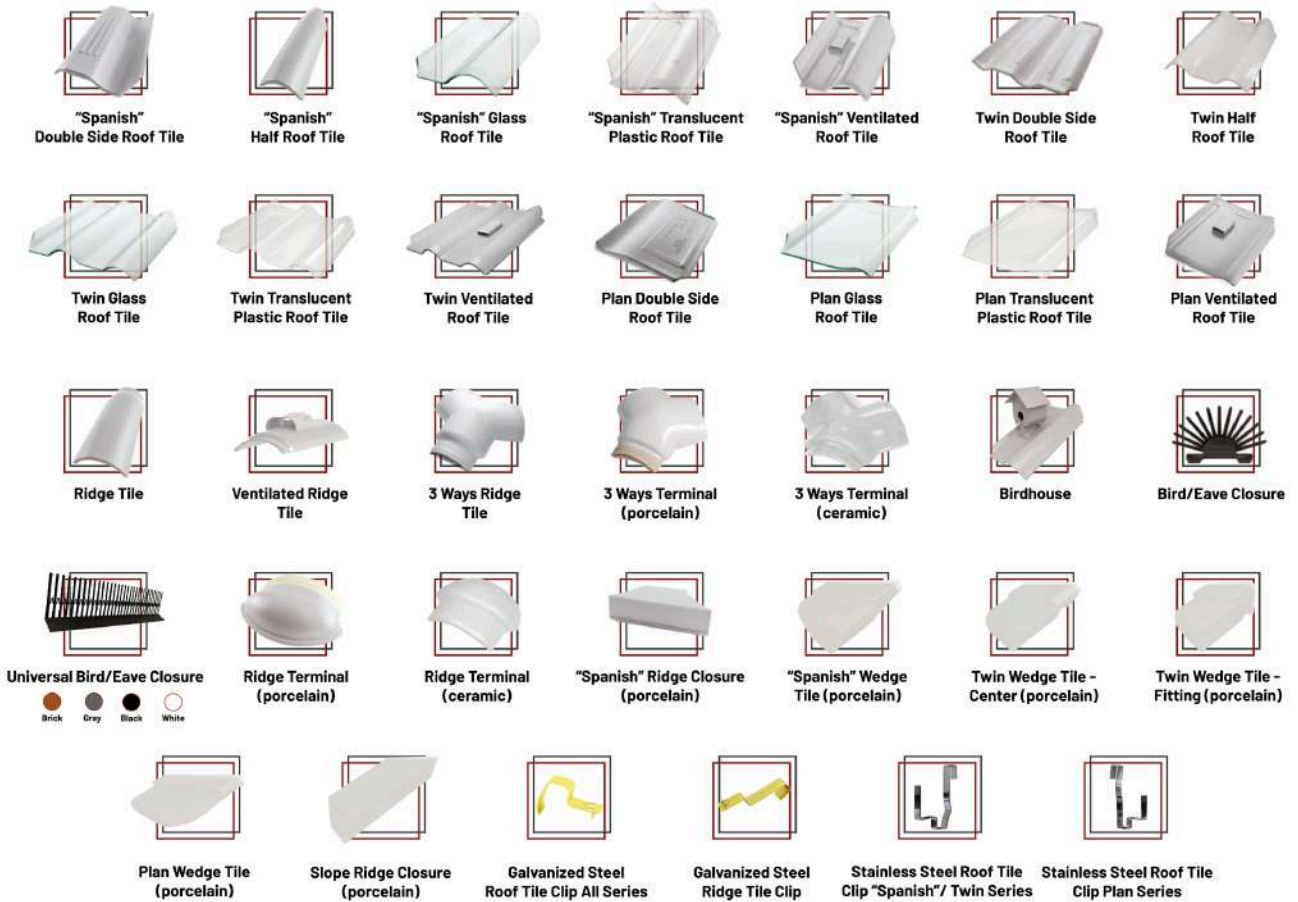 "Spanish"
Double Side Roof Tile
"Spanish"
Half Roof Tile
"Spanish" Glass
Roof Tile
"Spanish" Translucent
Plastic Roof Tile
"Spanish" Ventilated
Roof Tile
Twin Double Side
Roof Tile
Twin Half
Roof Tile
Twin Glass
Roof Tile
Twin Translucent
Plastic Roof Tile
Twin Ventilated
Roof Tile
Plan Double Side
Roof Tile
Plan Glass
Roof Tile
Plan Translucent
Plastic Roof Tile
Plan Ventilated
Roof Tile
Ridge Tile
Ventilated Ridge
Tile
3 Ways Ridge
Tile
3 Ways Terminal
(porcelain)
3 Ways Terminal
(ceramic)
Birdhouse
Bird/Eave Closure
Universal Bird/Eave Closure
Brick
Gray
Black
White
Ridge Terminal
(porcelain)
Ridge Terminal
(ceramic)
"Spanish" Ridge Closure
(porcelain)
"Spanish" Wedge
Tile (porcelain)
Twin Wedge Tile -
Center (porcelain)
Twin Wedge Tile -
Fitting (porcelain)
Plan Wedge Tile
(porcelain)
Slope Ridge Closure
(porcelain)
Galvanized Steel
Roof Tile Clip All Series
Galvanized Steel
Ridge Tile Clip
Stainless Steel Roof Tile
Clip "Spanish"/ Twin Series
Stainless Steel Roof Tile
Clip Plan Series